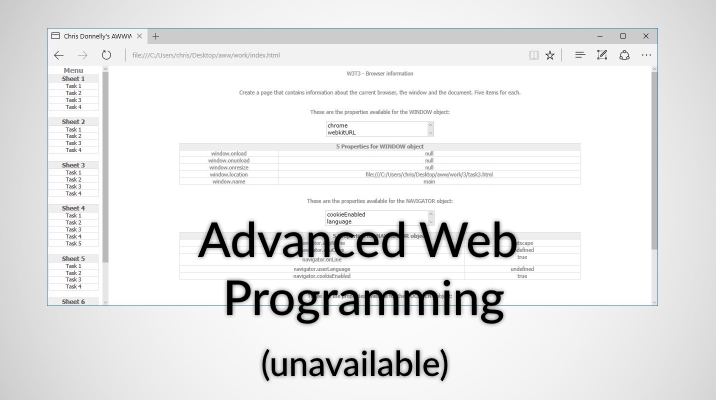 Chris Donnelly's AWWW
file:///C:/Users/chris/Desktop/aww/work/index.html
Menu
Sheet 1
Task 1
Task 2
Task 3
Task 4
Sheet 2
Task 1
Task 2
Task 3
Task 4
Sheet 3
Task 1
Task 2
Task 3
Task 4
Sheet 4
Task 1
Task 2
Task 3
Task 4
Task 5
Sheet 5
Task 1
Task 2
Task 3
Task 4
Sheet 6
W3T3 - Browser information
Create a page that contains information about the current browser, the window and the document. Five items for each.
These are the properties available for the WINDOW object:
chrome
webkitURL
5 Properties for WINDOW object
window.onload null
window.onunload null
window.onresize null
window.location file:///C:/Users/chris/Desktop/aww/work/3/task3.html
window.name main
These are the properties available for the NAVIGATOR object:
cookieEnabled
language
navigator.onLine true
navigator.userLanguage undefined
navigator.cookieEnabled true
Advanced Web
Programming
(unavailable)